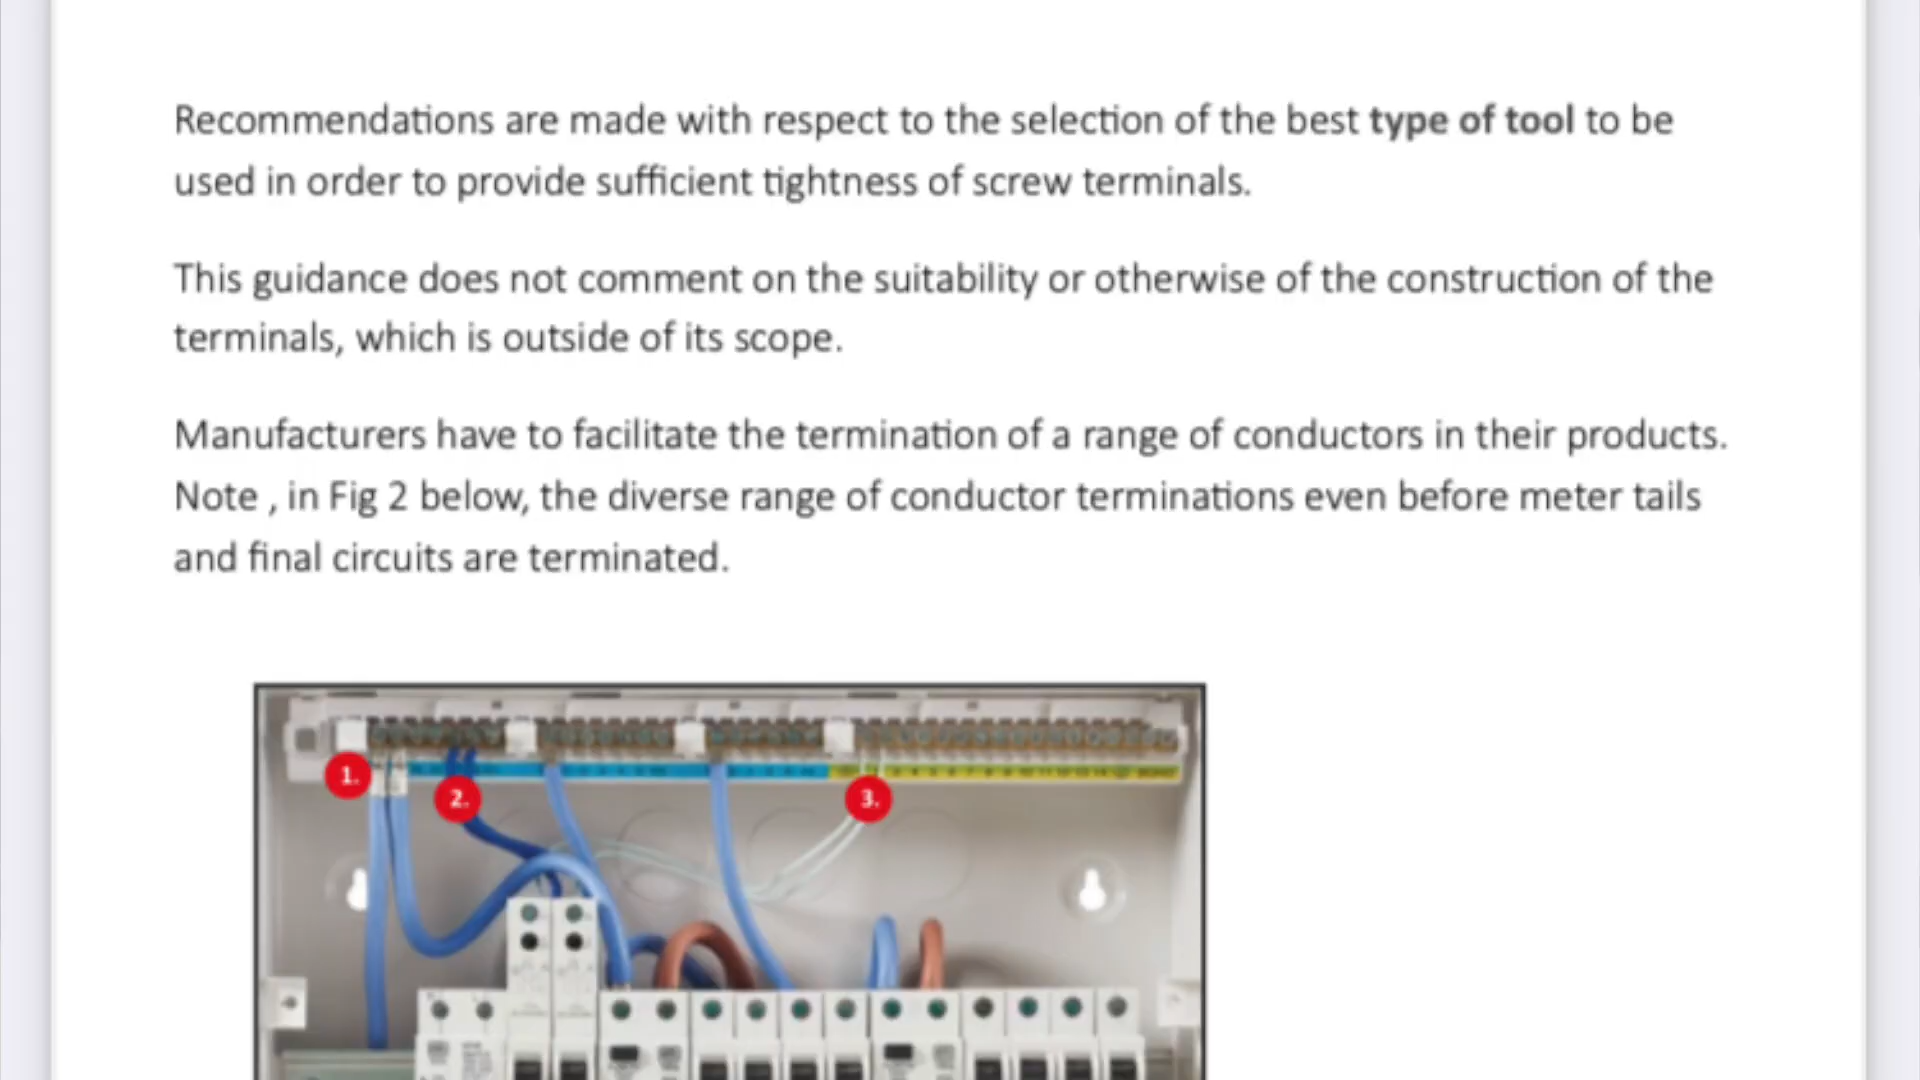 Recommendations are made with respect to the selection of the best type of tool to be
used in order to provide sufficient tightness of screw terminals.
This guidance does not comment on the suitability or otherwise of the construction of the
terminals, which is outside of its scope.
Manufacturers have to facilitate the termination of a range of conductors in their products.
Note , in Fig 2 below, the diverse range of conductor terminations even before meter tails
and final circuits are terminated.
1.
2.
3.